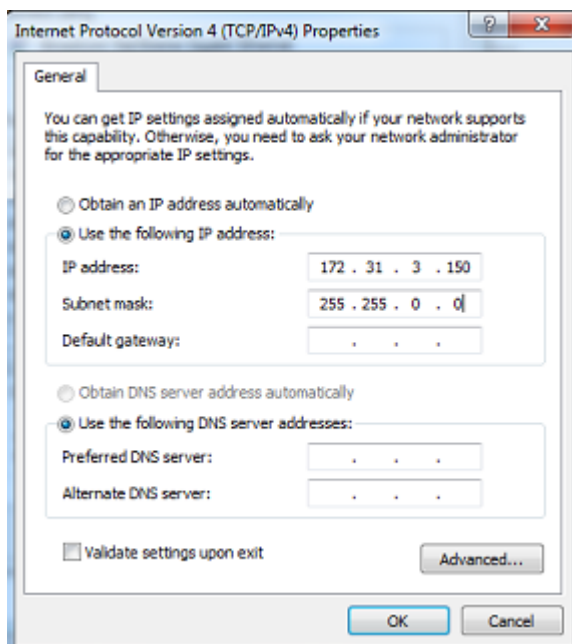 Internet Protocol Version 4 (TCP/IPv4) Properties
General
You can get IP settings assigned automatically if your network supports
this capability. Otherwise, you need to ask your network administrator
for the appropriate IP settings.
Obtain an IP address automatically
Use the following IP address:
IP address: 172 . 31 . 3 . 150
Subnet mask: 255 . 255 . 0 . 0
Default gateway: . . .
Obtain DNS server address automatically
Use the following DNS server addresses:
Preferred DNS server: . . .
Alternate DNS server: . . .
Validate settings upon exit
Advanced...
OK Cancel